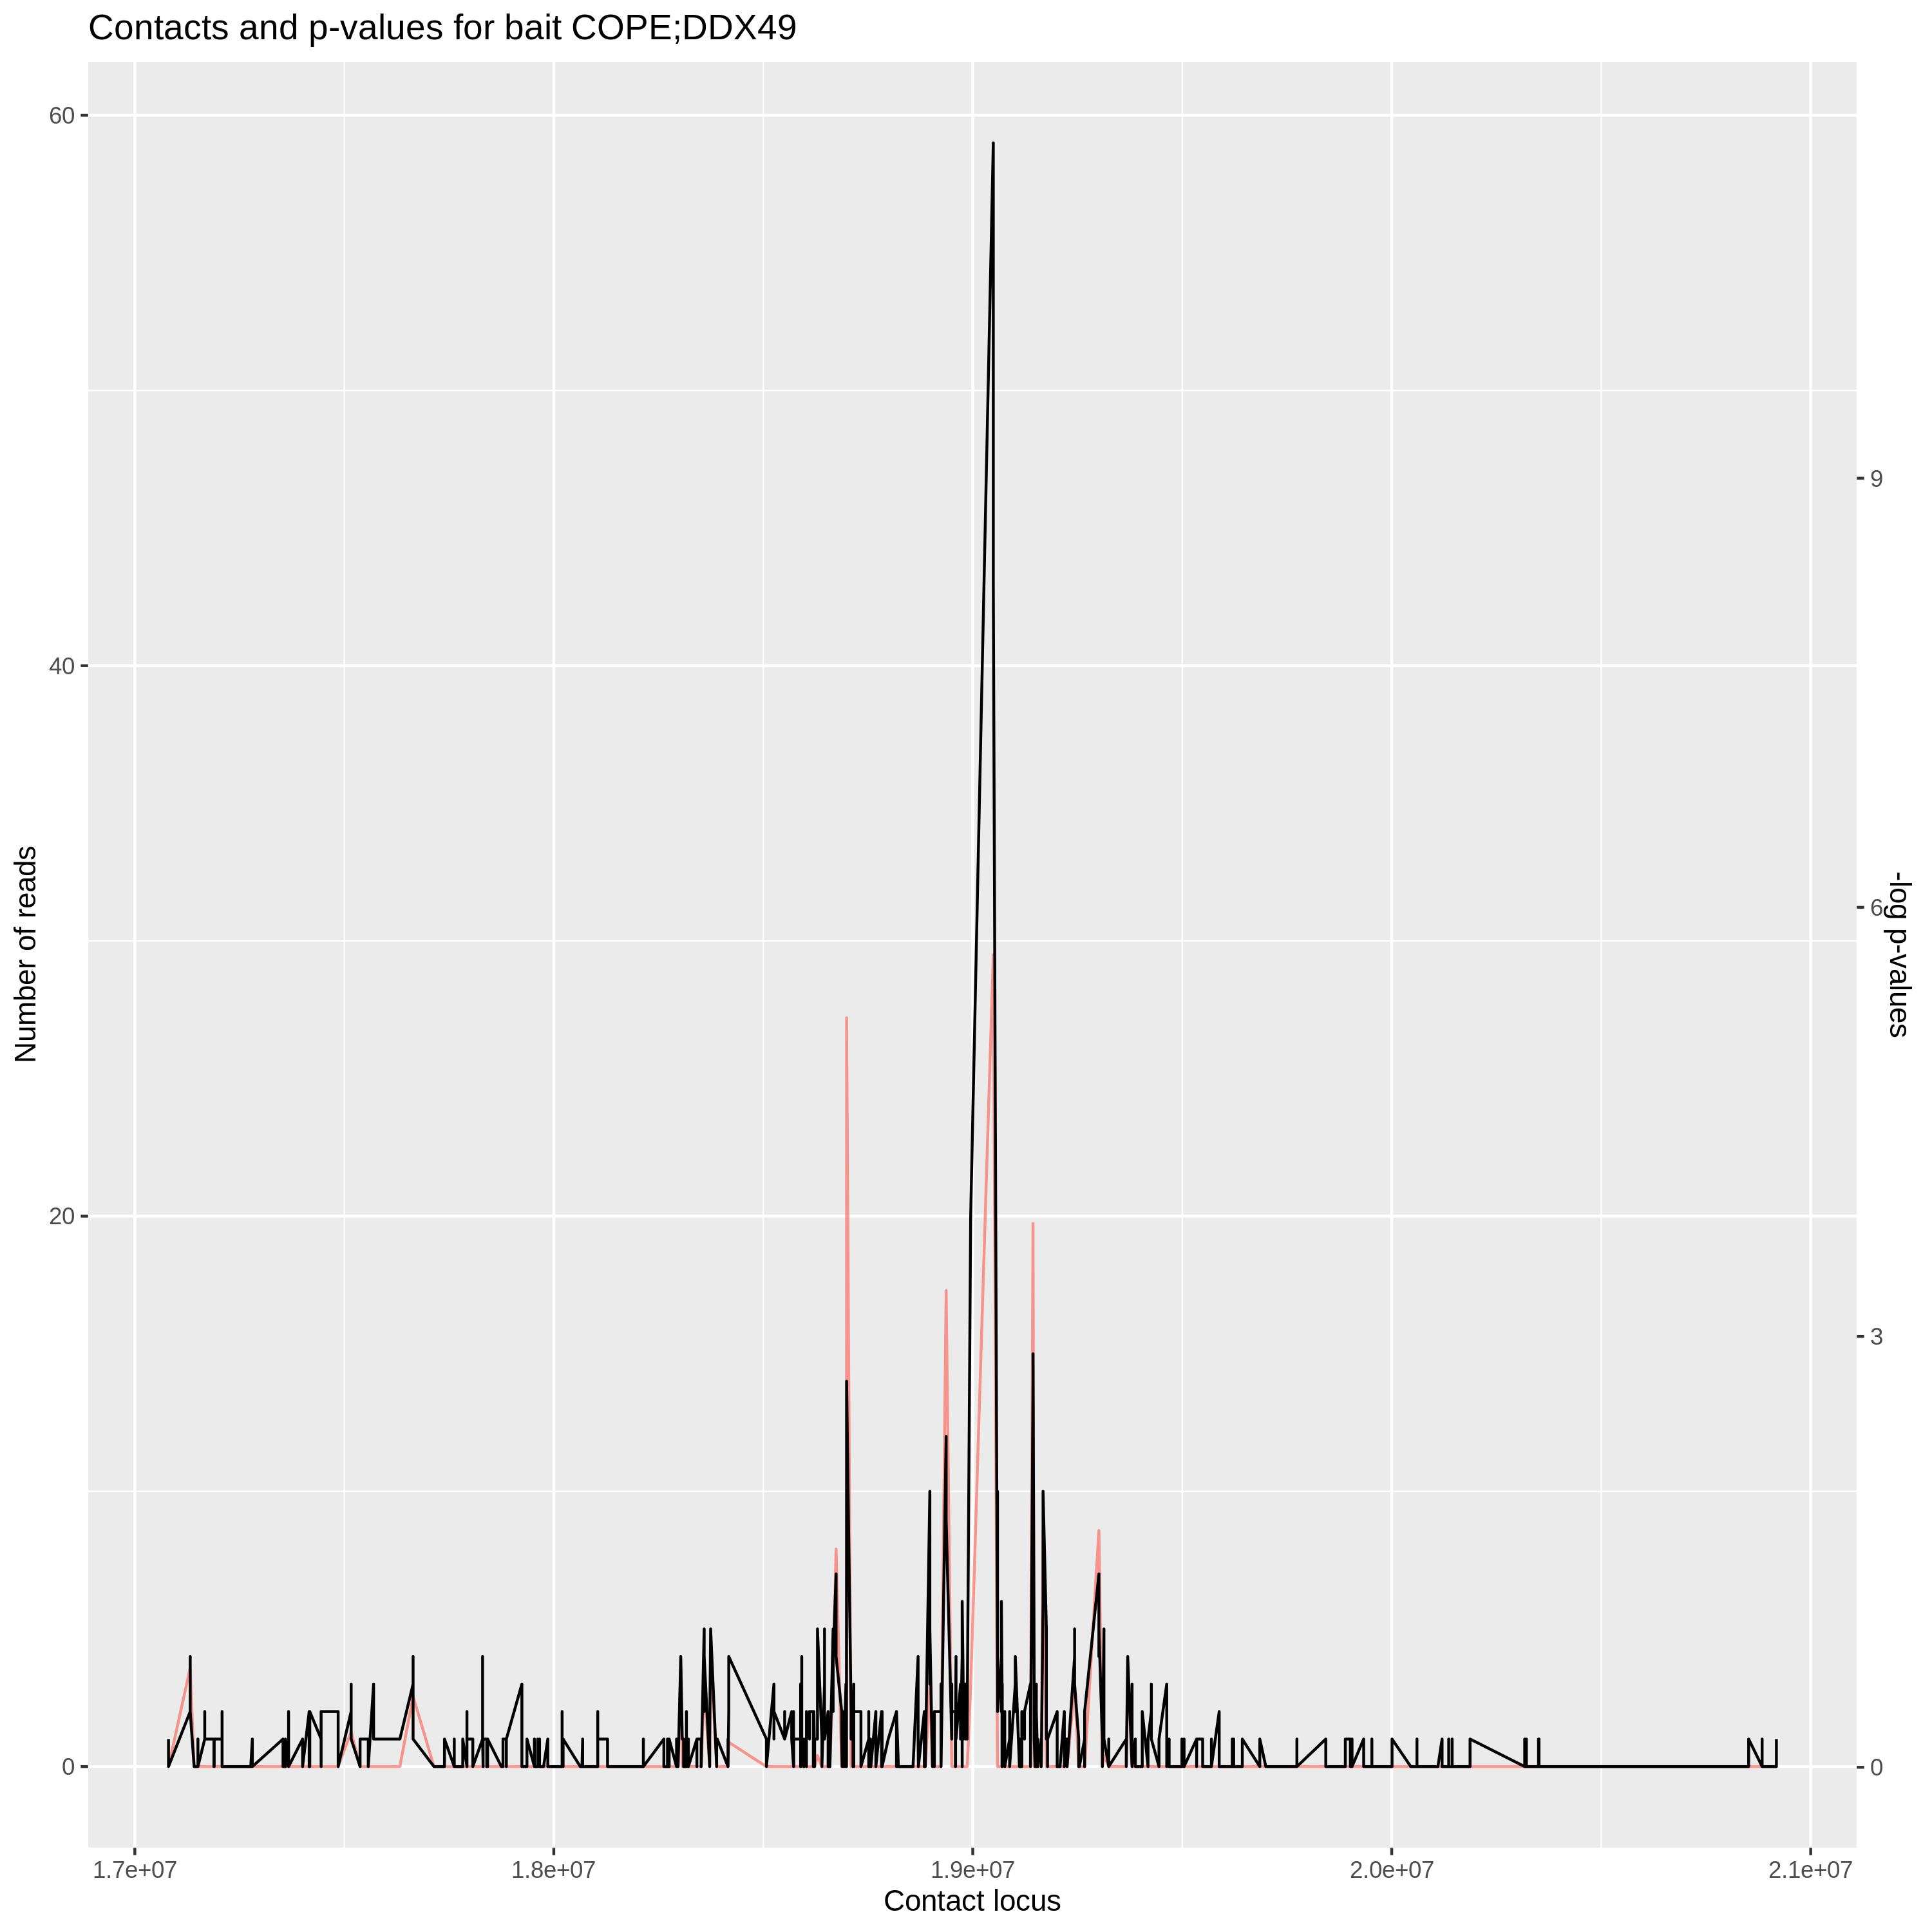 Contacts and p-values for bait COPE;DDX49
60
40
20
0
Number of reads
9
6
3
0
-log p-values
1.7e+07
1.8e+07
1.9e+07
2.0e+07
2.1e+07
Contact locus